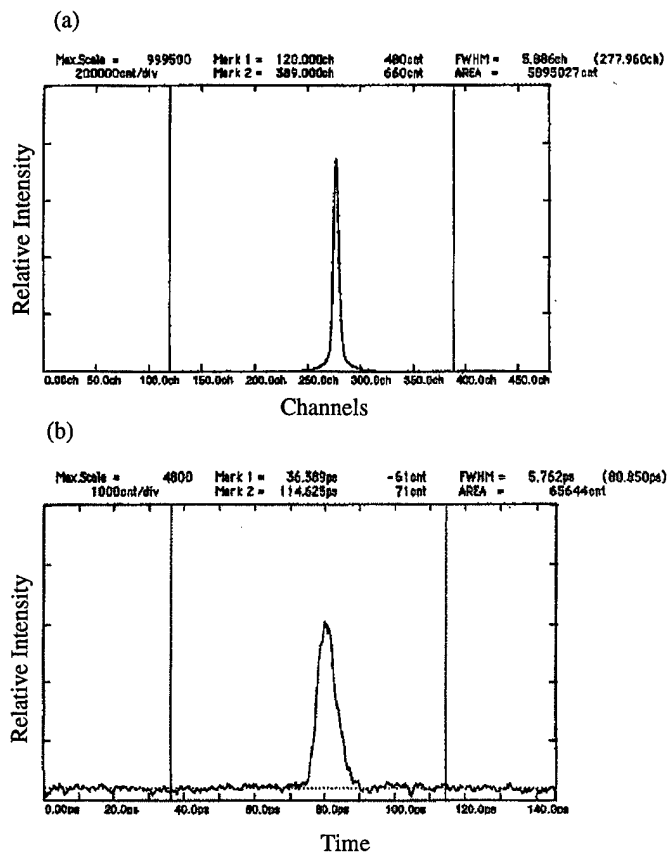 (a)
Max.Scale = 999500 Mark 1 = 120.000ch 480cnt FWHM = 5.886ch (277.960ch)
200000cnt/div Mark 2 = 389.000ch 660cnt AREA = 5895027cnt
Relative Intensity
0.00ch 50.0ch 100.0ch 150.0ch 200.0ch 250.0ch 300.0ch 350.0ch 400.0ch 450.0ch
Channels
(b)
Max.Scale = 4800 Mark 1 = 36.389ps -61cnt FWHM = 5.762ps (80.850ps)
1000cnt/div Mark 2 = 114.625ps 71cnt AREA = 65644cnt
Relative Intensity
0.00ps 20.0ps 40.0ps 60.0ps 80.0ps 100.0ps 120.0ps 140.0ps
Time